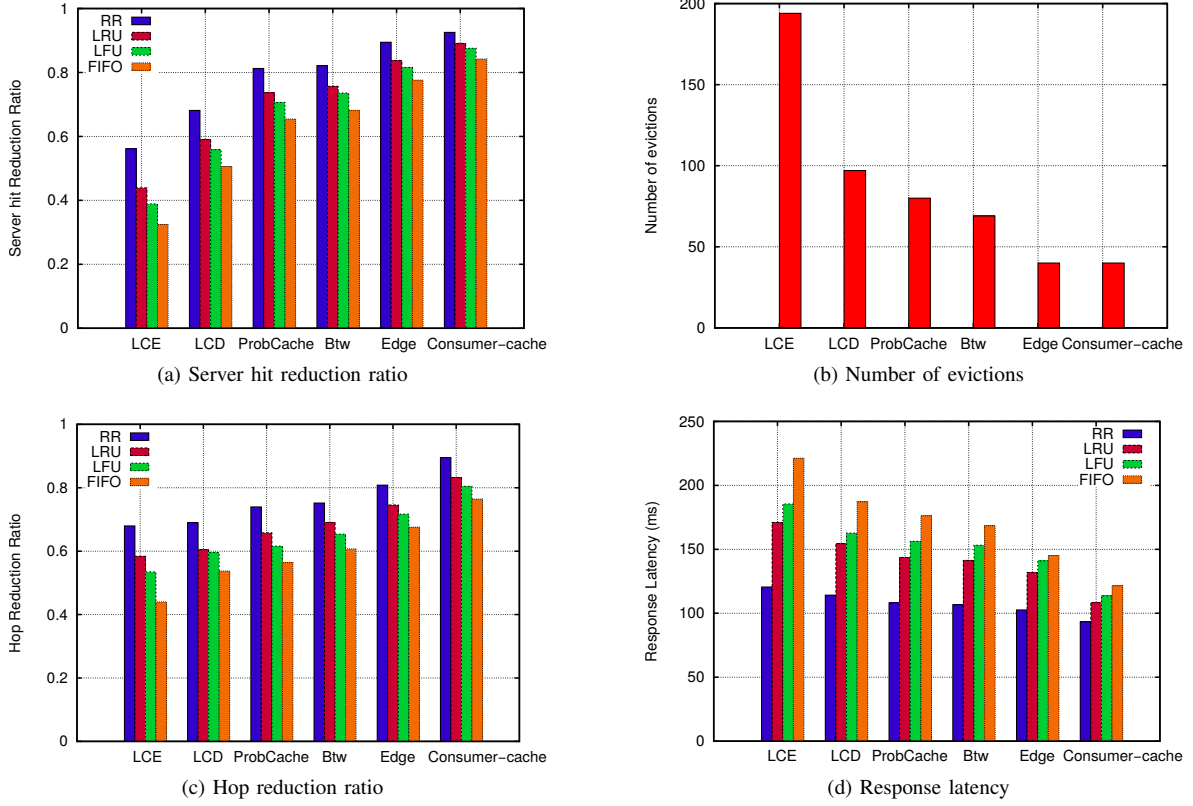 Server hit Reduction Ratio
1
0.8
0.6
0.4
0.2
0
RR
LRU
LFU
FIFO
LCE LCD ProbCache Btw Edge Consumer-cache
(a) Server hit reduction ratio
Number of evictions
200
150
100
50
0
LCE LCD ProbCache Btw Edge Consumer-cache
(b) Number of evictions
Hop Reduction Ratio
1
0.8
0.6
0.4
0.2
0
RR
LRU
LFU
FIFO
LCE LCD ProbCache Btw Edge Consumer-cache
(c) Hop reduction ratio
Response Latency (ms)
250
200
150
100
50
0
RR
LRU
LFU
FIFO
LCE LCD ProbCache Btw Edge Consumer-cache
(d) Response latency